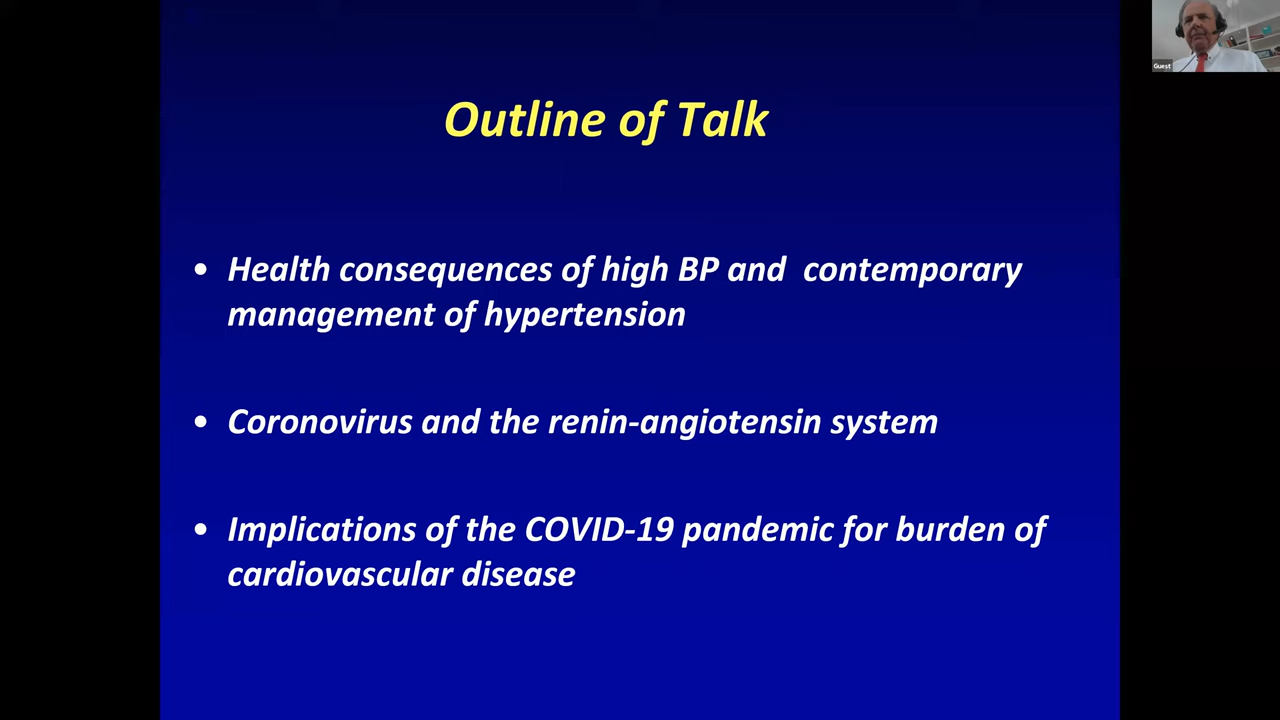 Outline of Talk
• Health consequences of high BP and contemporary
management of hypertension
• Coronovirus and the renin-angiotensin system
• Implications of the COVID-19 pandemic for burden of
cardiovascular disease
Guest